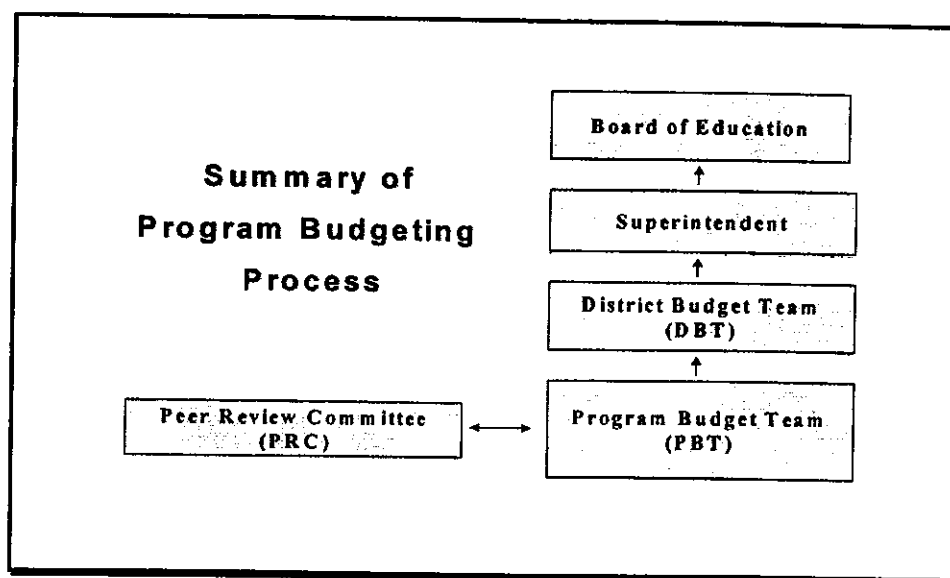 Summary of
Program Budgeting
Process
Board of Education
Superintendent
District Budget Team
(DBT)
Program Budget Team
(PBT)
Peer Review Committee
(PRC)